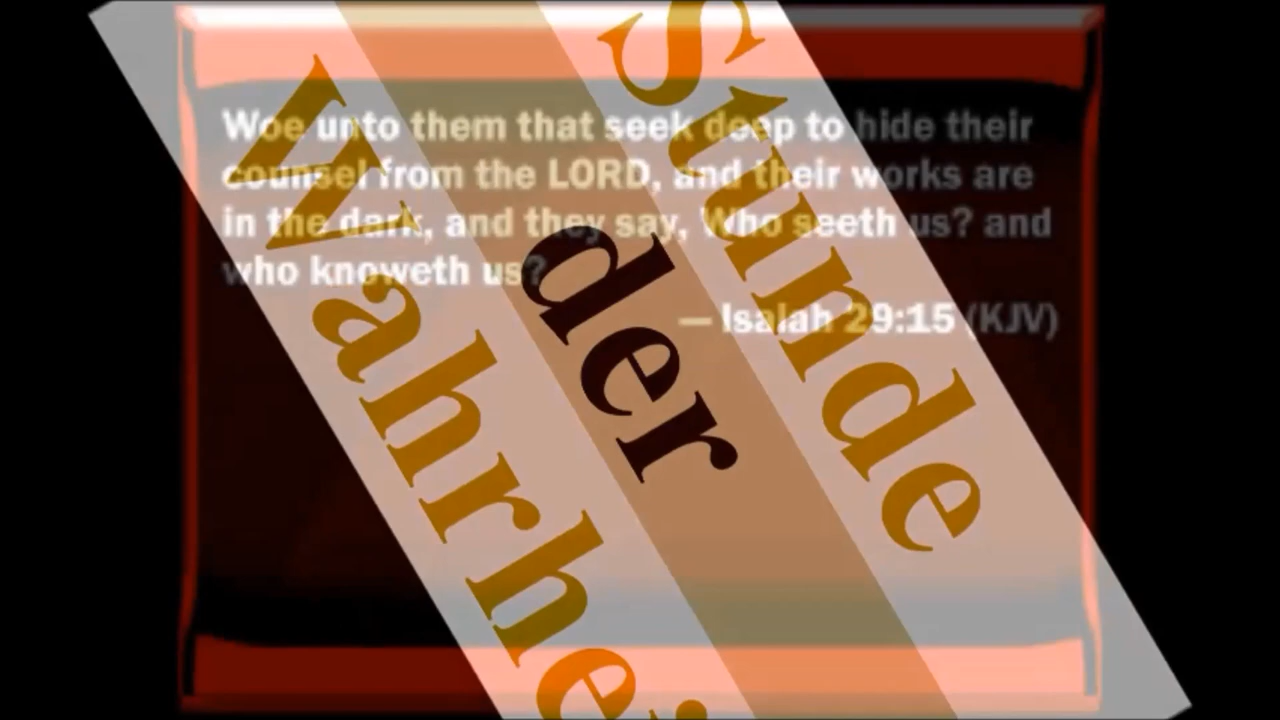 Woe unto them that seek deep to hide their
counsel from the LORD, and their works are
in the dark, and they say, Who seeth us? and
who knoweth us?
— Isaiah 29:15 (KJV)
Stunde
der
Wahrhei